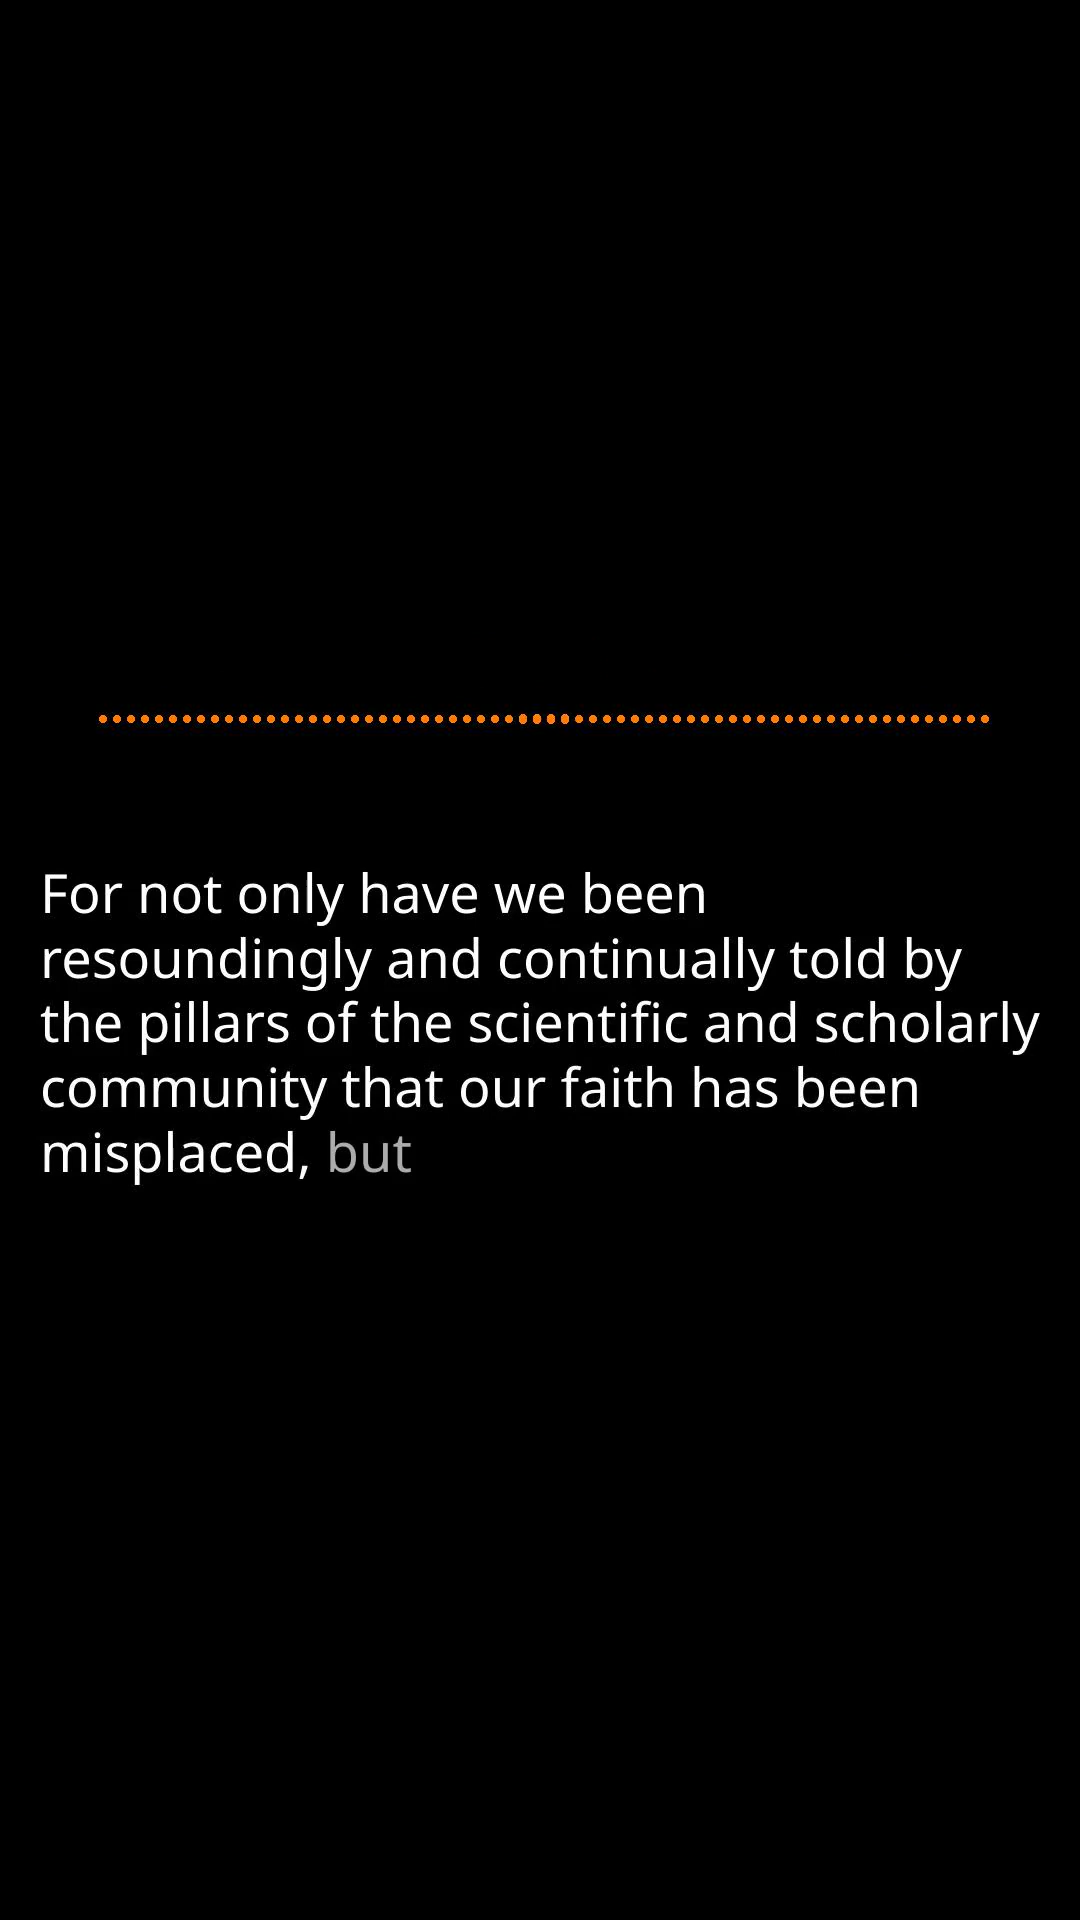 For not only have we been
resoundingly and continually told by
the pillars of the scientific and scholarly
community that our faith has been
misplaced, but